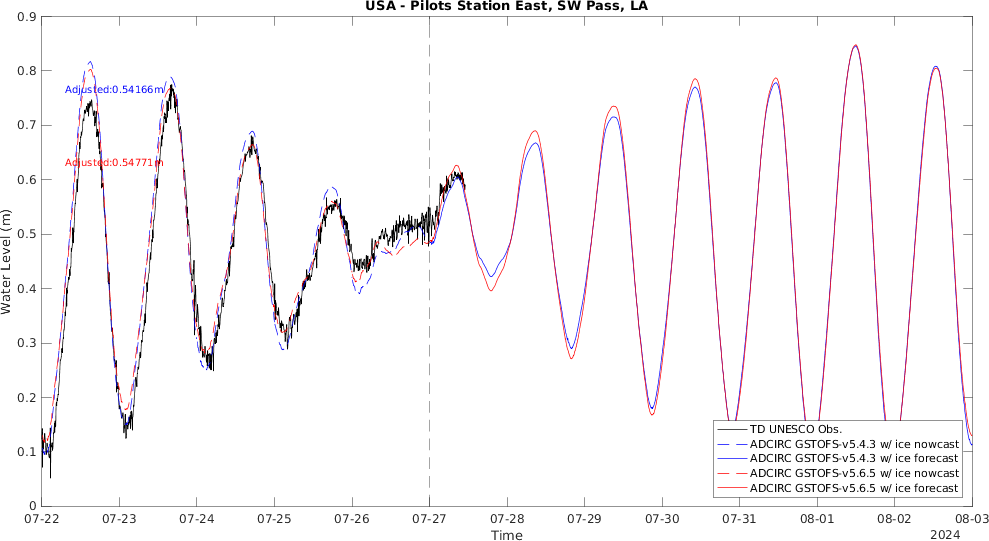 USA - Pilots Station East, SW Pass, LA
0.9
0.8
0.7
0.6
0.5
0.4
0.3
0.2
0.1
0
Water Level (m)
Adjusted:0.54166m
Adjusted:0.54771m
TD UNESCO Obs.
ADCIRC GSTOFS-v5.4.3 w/ ice nowcast
ADCIRC GSTOFS-v5.4.3 w/ ice forecast
ADCIRC GSTOFS-v5.6.5 w/ ice nowcast
ADCIRC GSTOFS-v5.6.5 w/ ice forecast
07-22 07-23 07-24 07-25 07-26 07-27 07-28 07-29 07-30 07-31 08-01 08-02 08-03
Time
2024